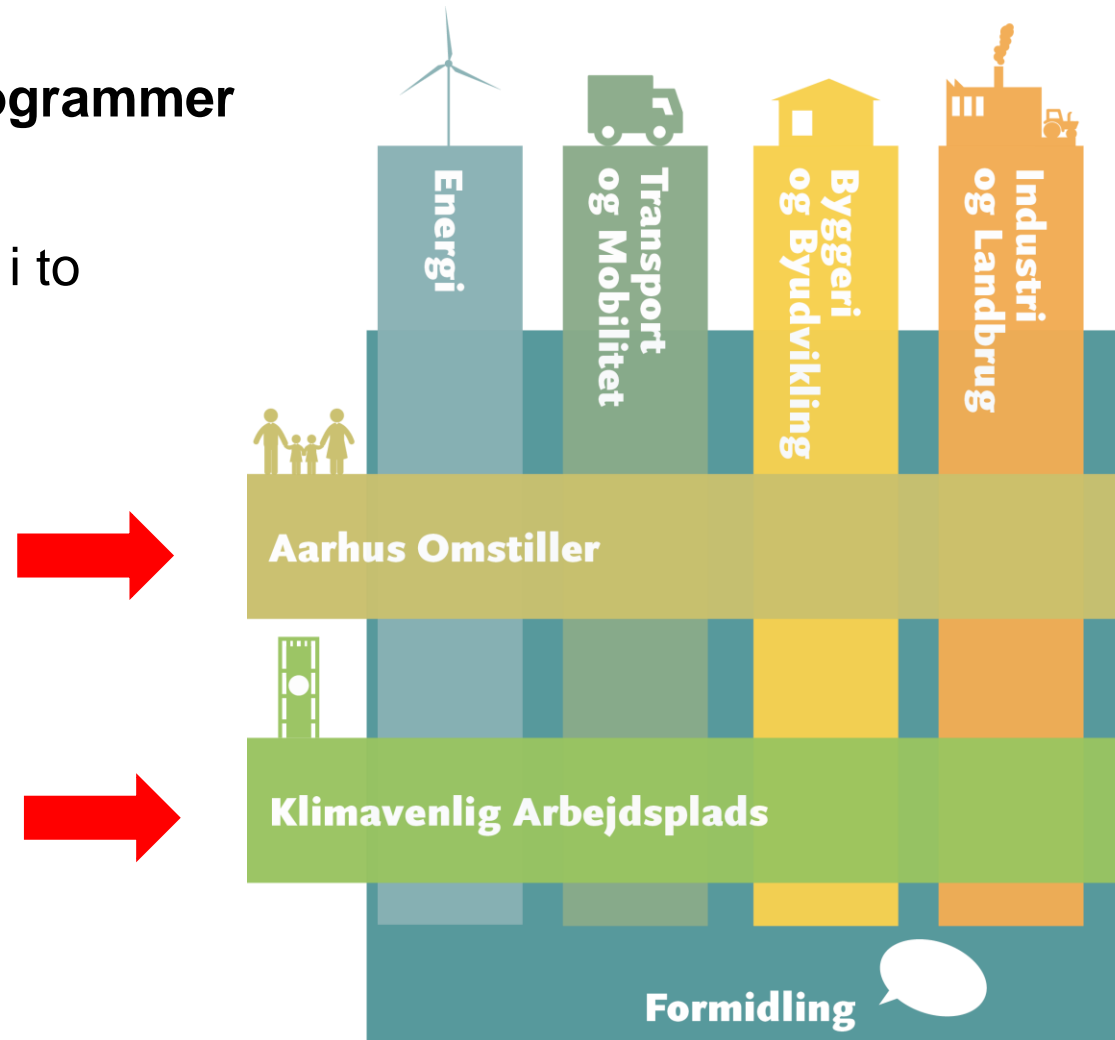 ogrammer
i to
Energi
Transport
og Mobilitet
Byggeri
og Byudvikling
Industri
og Landbrug
Aarhus Omstiller
Klimavenlig Arbejdsplads
Formidling